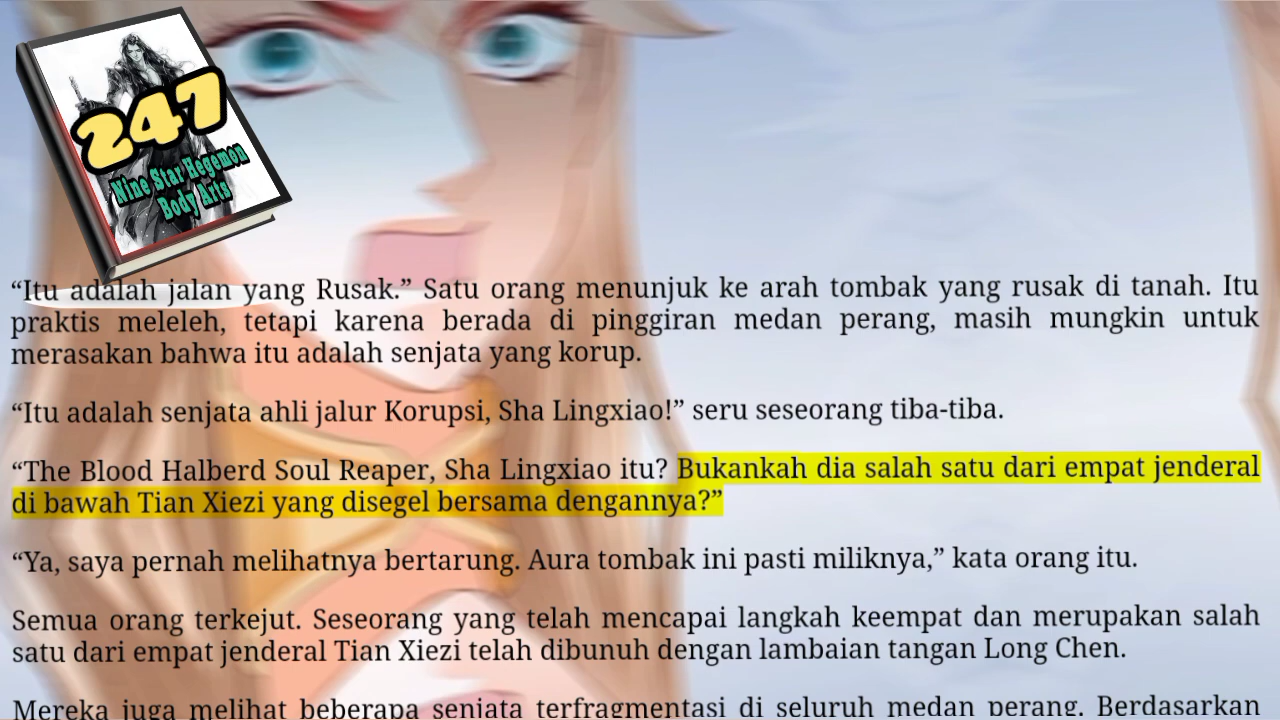 247
Nine Star Hegemon
Body Arts
“Itu adalah jalan yang Rusak.” Satu orang menunjuk ke arah tombak yang rusak di tanah. Itu
praktis meleleh, tetapi karena berada di pinggiran medan perang, masih mungkin untuk
merasakan bahwa itu adalah senjata yang korup.
“Itu adalah senjata ahli jalur Korupsi, Sha Lingxiao!” seru seseorang tiba-tiba.
“The Blood Halberd Soul Reaper, Sha Lingxiao itu? Bukankah dia salah satu dari empat jenderal
di bawah Tian Xiezi yang disegel bersama dengannya?”
“Ya, saya pernah melihatnya bertarung. Aura tombak ini pasti miliknya,” kata orang itu.
Semua orang terkejut. Seseorang yang telah mencapai langkah keempat dan merupakan salah
satu dari empat jenderal Tian Xiezi telah dibunuh dengan lambaian tangan Long Chen.
Mereka juga melihat beberapa senjata terfragmentasi di seluruh medan perang. Berdasarkan